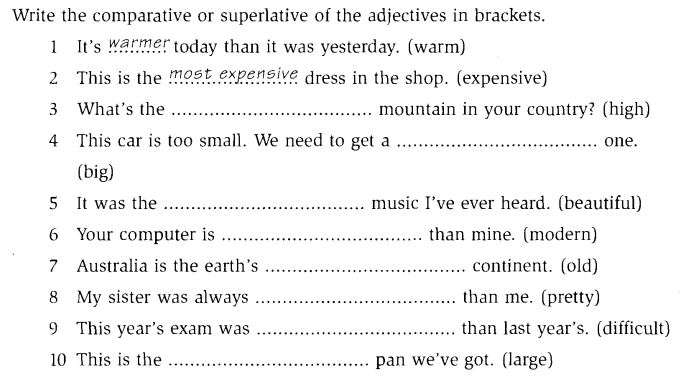 Write the comparative or superlative of the adjectives in brackets.
1 It's warmer today than it was yesterday. (warm)
2 This is the most expensive dress in the shop. (expensive)
3 What's the .................................... mountain in your country? (high)
4 This car is too small. We need to get a .................................... one.
(big)
5 It was the .................................... music I've ever heard. (beautiful)
6 Your computer is .................................... than mine. (modern)
7 Australia is the earth's .................................... continent. (old)
8 My sister was always .................................... than me. (pretty)
9 This year's exam was .................................... than last year's. (difficult)
10 This is the .................................... pan we've got. (large)